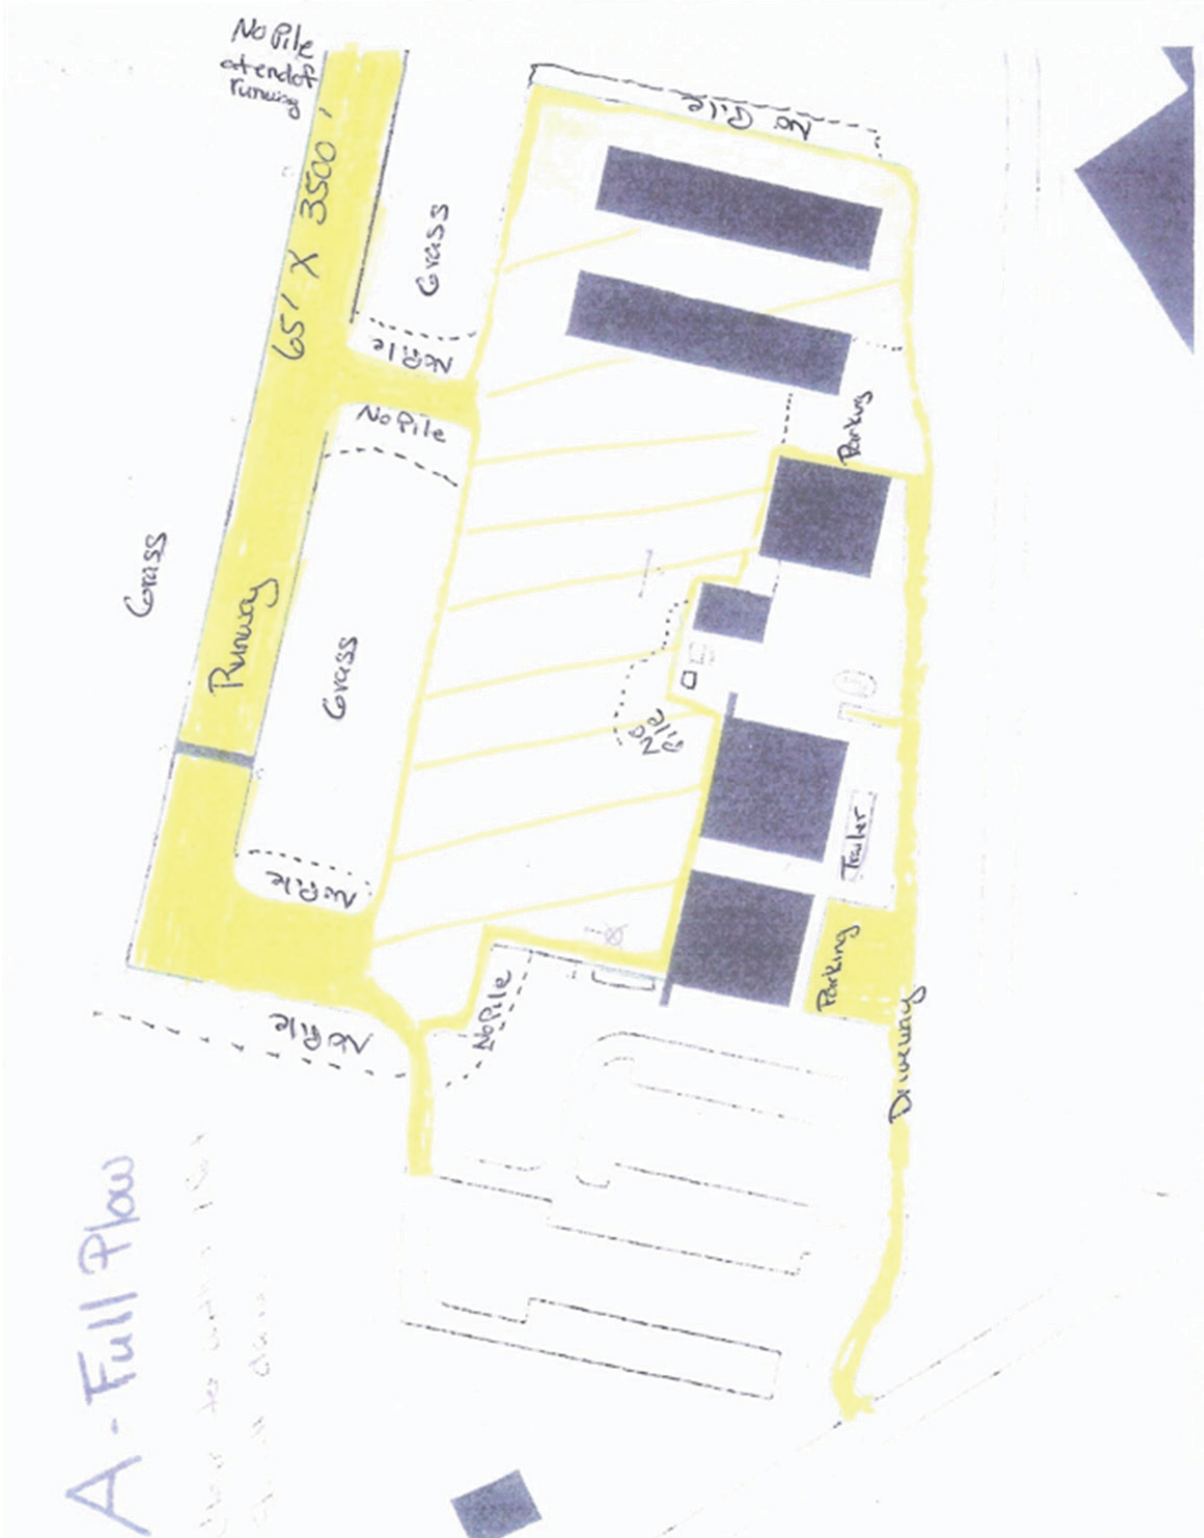 No Pile
at end of
runway
65' X 3500'
No Pile
Grass
No Pile
No Pile
Parking
Grass
Runway
Grass
No
Pile
Trailer
No Pile
Parking
No Pile
No Pile
Driveway
A - Full Plow